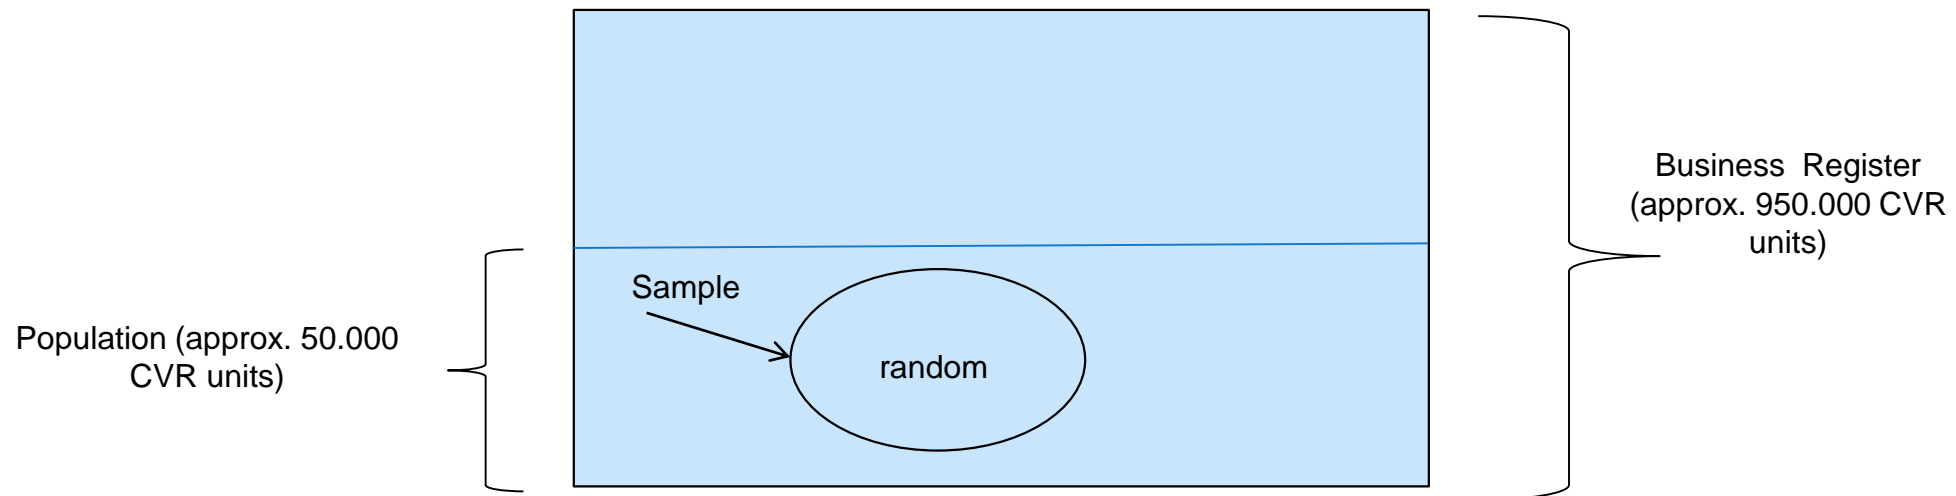 Business Register
(approx. 950.000 CVR
units)
Sample
Population (approx. 50.000
CVR units)
random